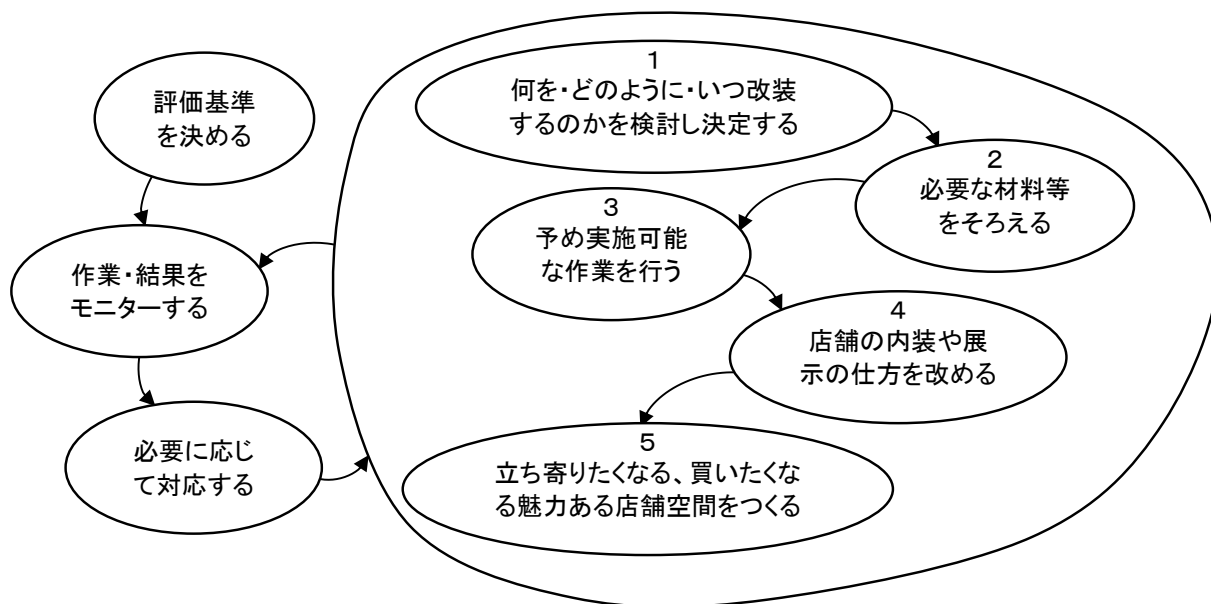 評価基準
を決める
作業・結果を
モニターする
必要に応じ
て対応する
1
何を・どのように・いつ改装
するのかを検討し決定する
2
必要な材料等
をそろえる
3
予め実施可能
な作業を行う
4
店舗の内装や展
示の仕方を改める
5
立ち寄りたくなる、買いたくな
る魅力ある店舗空間をつくる